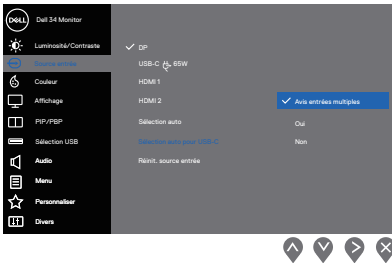 DELL
Dell 34 Monitor
Luminosité/Contraste
Source entrée
Couleur
Affichage
PIP/PBP
Sélection USB
Audio
Menu
Personnaliser
Divers
DP
USB-C 65W
HDMI 1
HDMI 2
Sélection auto
Sélection auto pour USB-C
Réinit. source entrée
Avis entrées multiples
Oui
Non